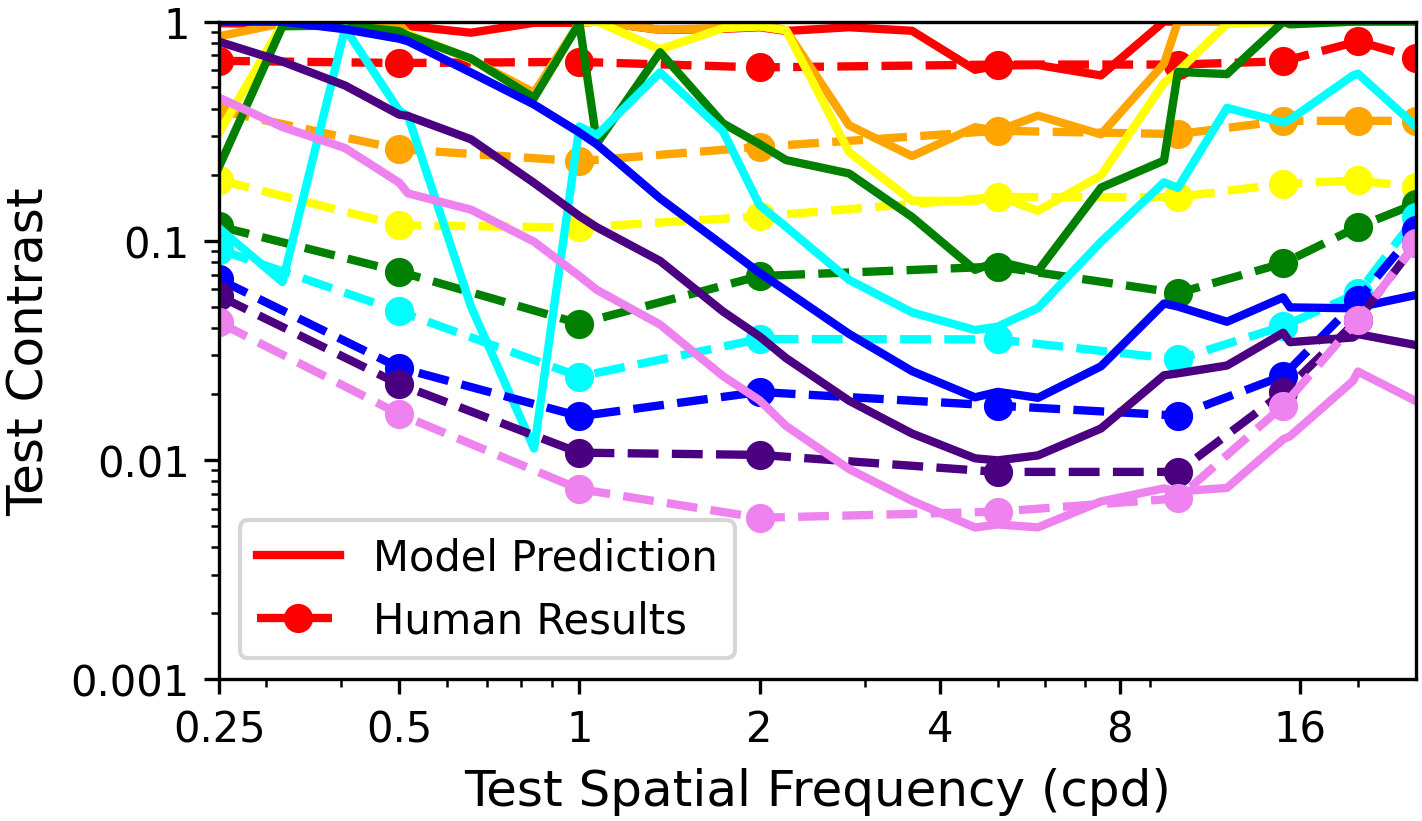 1
0.1
0.01
0.001
Test Contrast
Model Prediction
Human Results
0.25 0.5 1 2 4 8 16
Test Spatial Frequency (cpd)